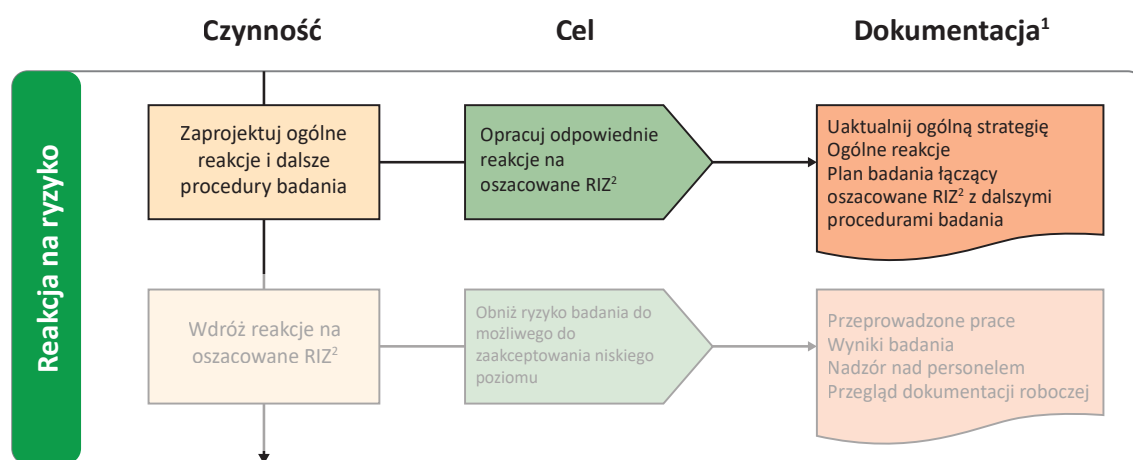 Czynność
Cel
Dokumentacja¹
Reakcja na ryzyko
Zaprojektuj ogólne
reakcje i dalsze
procedury badania
Opracuj odpowiednie
reakcje na
oszacowane RIZ²
Uaktualnij ogólną strategię
Ogólne reakcje
Plan badania łączący
oszacowane RIZ² z dalszymi
procedurami badania
Wdróż reakcje na
oszacowane RIZ²
Obniż ryzyko badania do
możliwego do
zaakceptowania niskiego
poziomu
Przeprowadzone prace
Wyniki badania
Nadzór nad personelem
Przegląd dokumentacji roboczej